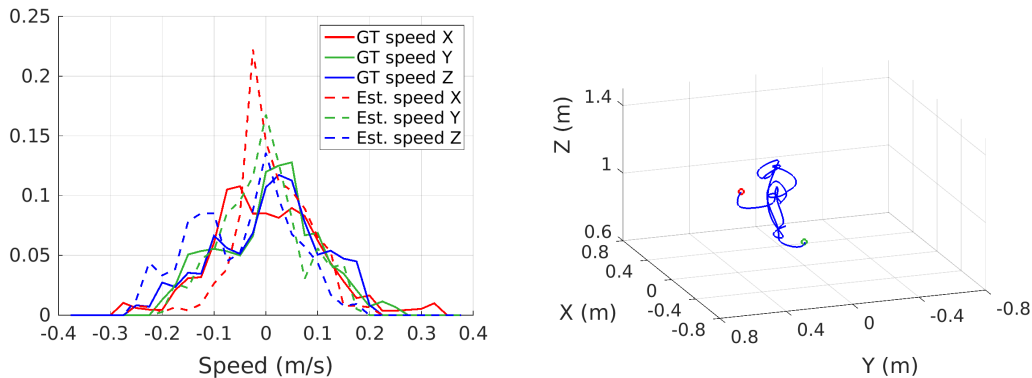 0.25
0.2
0.15
0.1
0.05
0
-0.4
-0.3
-0.2
-0.1
0
0.1
0.2
0.3
0.4
Speed (m/s)
GT speed X
GT speed Y
GT speed Z
Est. speed X
Est. speed Y
Est. speed Z
Z (m)
1.4
1
0.6
0.8
0.4
0
-0.4
-0.8
X (m)
0.8
0.4
0
-0.4
-0.8
Y (m)